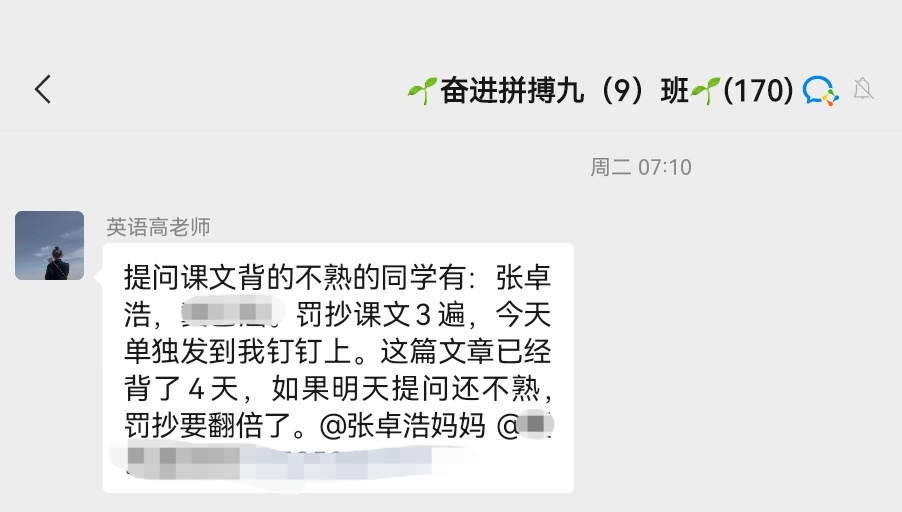 🌱奋进拼搏九（9）班🌱(170)
周二 07:10
英语高老师
提问课文背的不熟的同学有：张卓
浩，罚抄课文3遍，今天
单独发到我钉钉上。这篇文章已经
背了4天，如果明天提问还不熟，
罚抄要翻倍了。@张卓浩妈妈 @